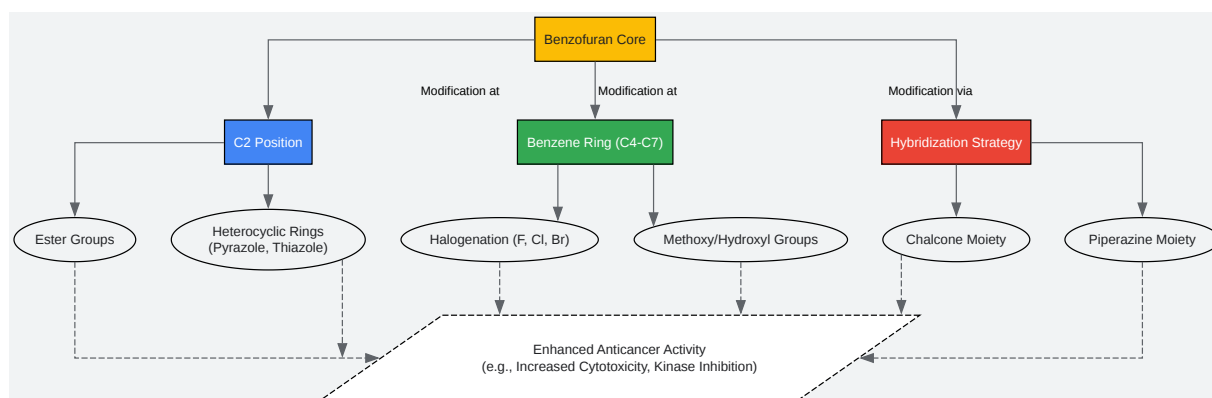 Benzofuran Core
Modification at
Modification at
Modification via
C2 Position
Benzene Ring (C4-C7)
Hybridization Strategy
Ester Groups
Heterocyclic Rings
(Pyrazole, Thiazole)
Halogenation (F, Cl, Br)
Methoxy/Hydroxyl Groups
Chalcone Moiety
Piperazine Moiety
Enhanced Anticancer Activity
(e.g., Increased Cytotoxicity, Kinase Inhibition)